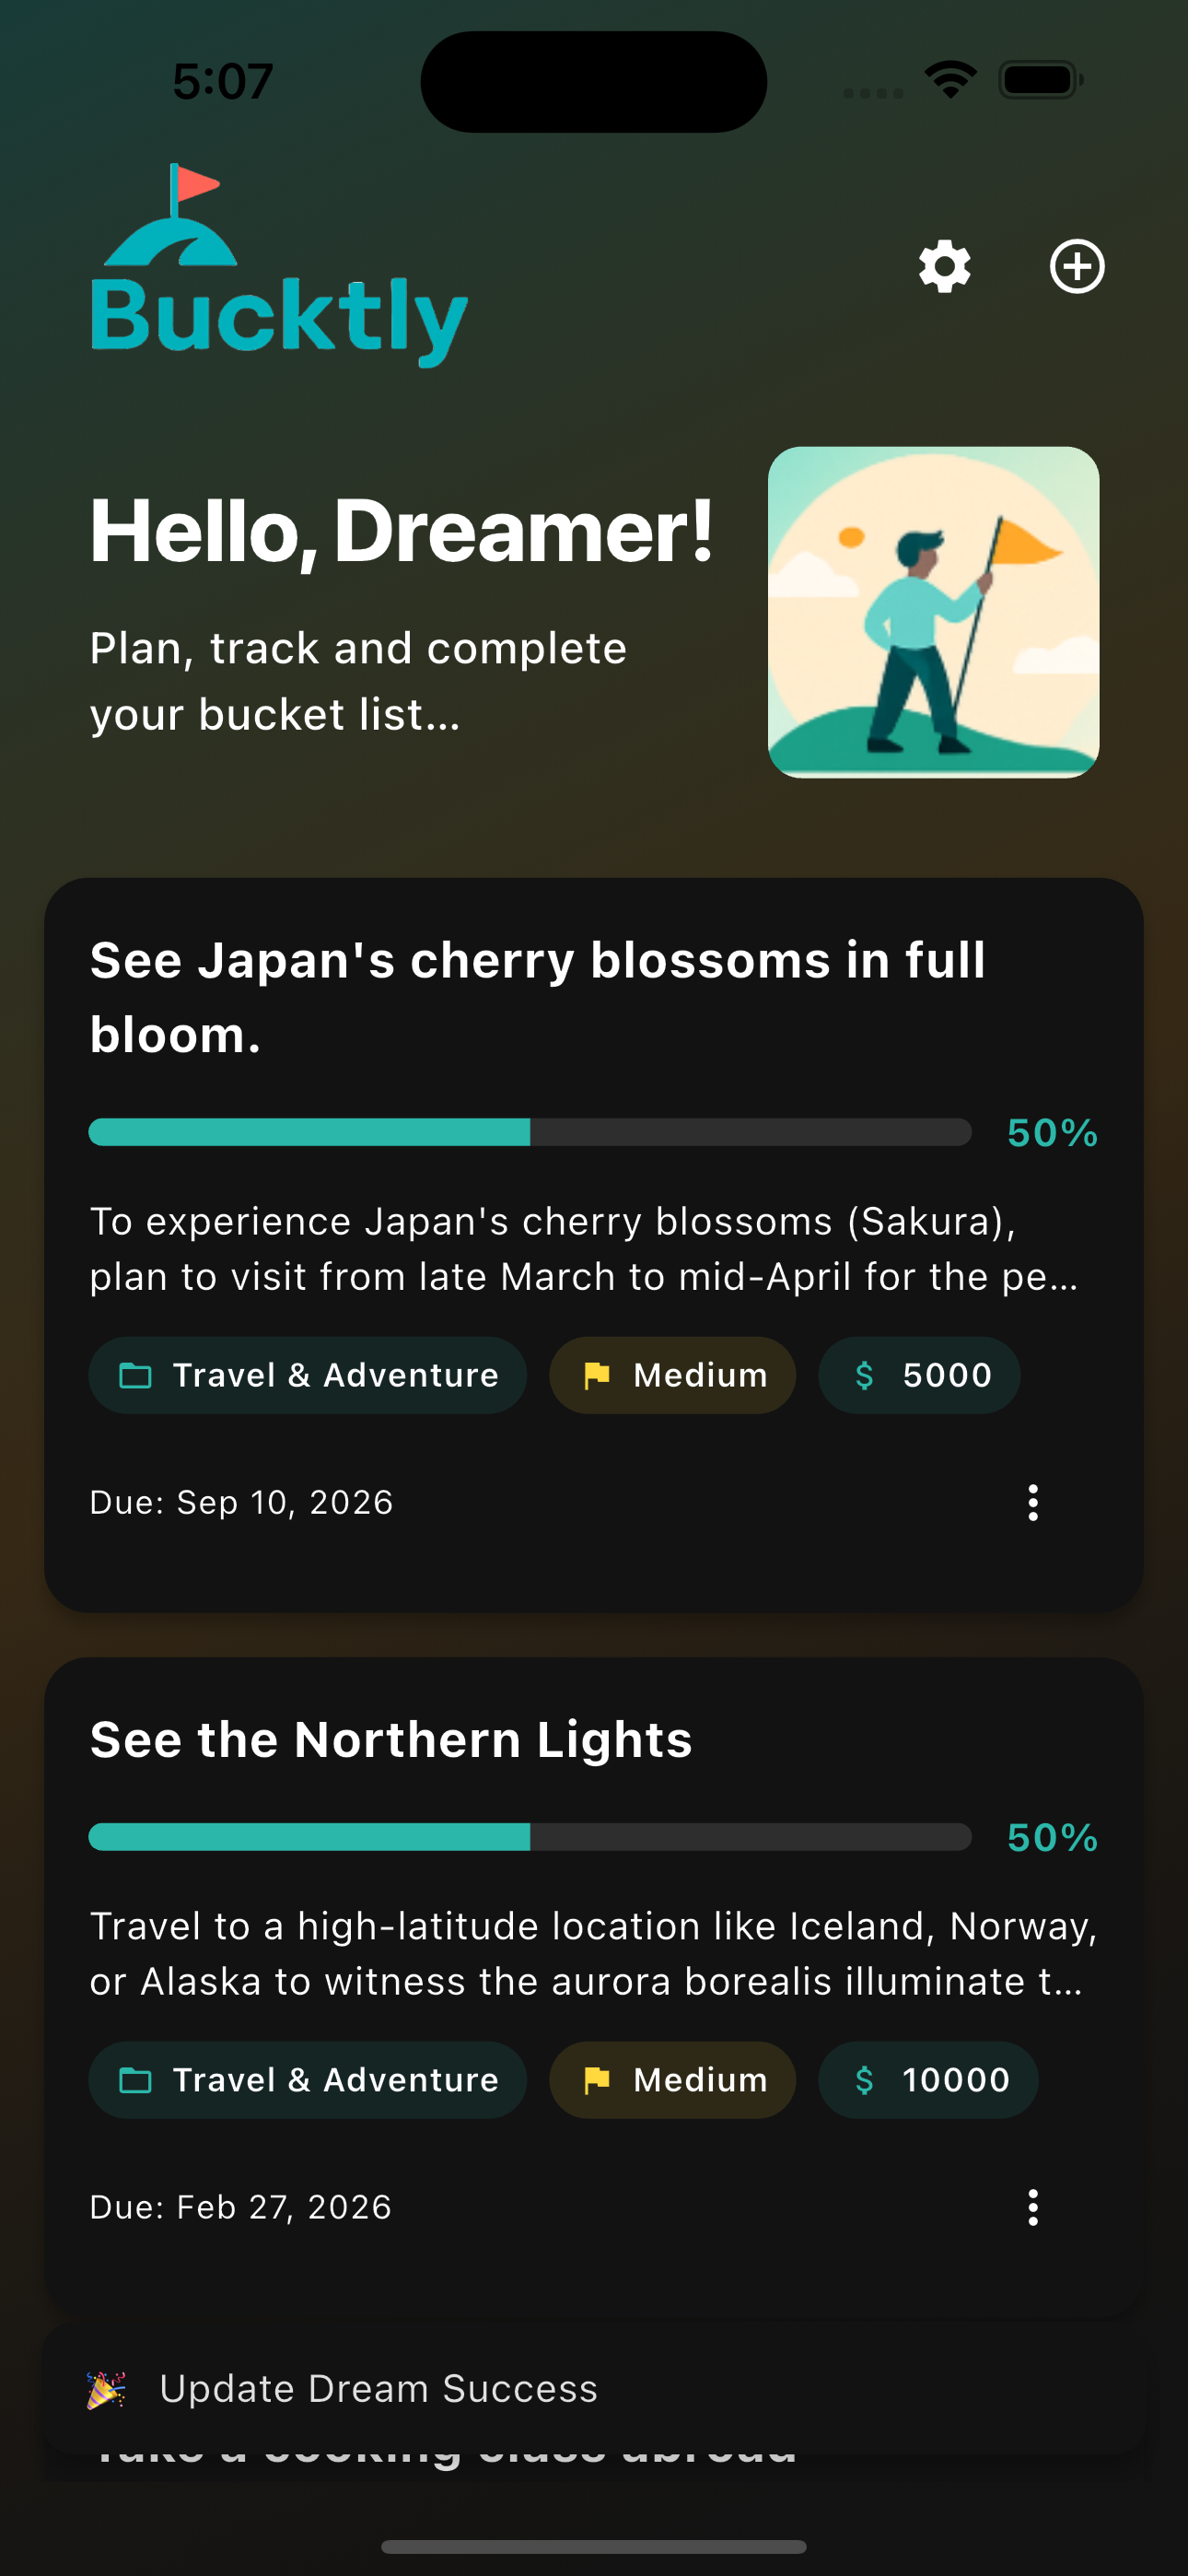 5:07
Bucktly
Hello, Dreamer!
Plan, track and complete
your bucket list...
See Japan's cherry blossoms in full
bloom.
50%
To experience Japan's cherry blossoms (Sakura),
plan to visit from late March to mid-April for the pe...
Travel & Adventure
Medium
$ 5000
Due: Sep 10, 2026
See the Northern Lights
50%
Travel to a high-latitude location like Iceland, Norway,
or Alaska to witness the aurora borealis illuminate t...
Travel & Adventure
Medium
$ 10000
Due: Feb 27, 2026
🎉 Update Dream Success
Take a cooking class abroad